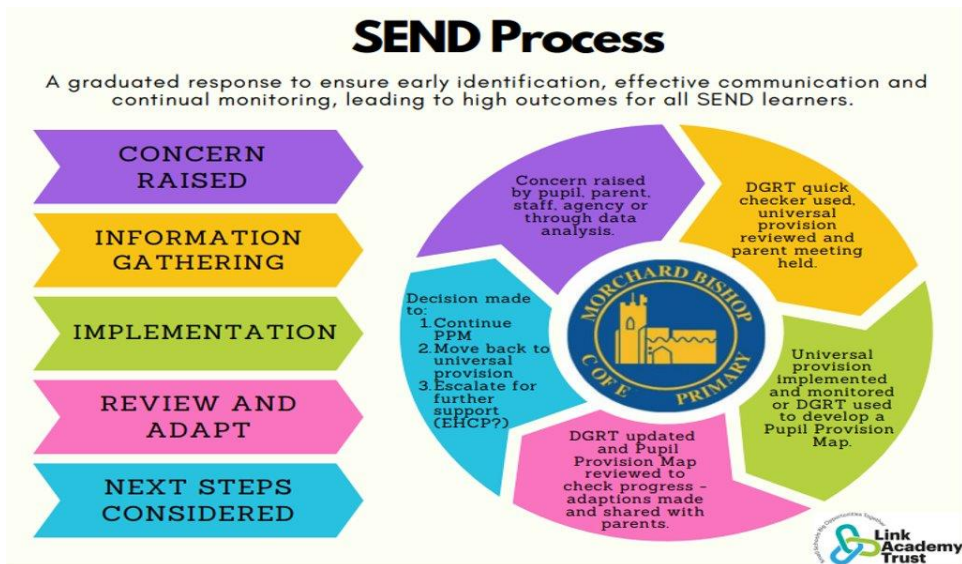 SEND Process
A graduated response to ensure early identification, effective communication and
continual monitoring, leading to high outcomes for all SEND learners.
CONCERN
RAISED
INFORMATION
GATHERING
IMPLEMENTATION
REVIEW AND
ADAPT
NEXT STEPS
CONSIDERED
Concern raised
by pupil, parent,
staff, agency or
through data
analysis.
DGRT quick
checker used,
universal
provision
reviewed and
parent meeting
held.
Universal
provision
implemented
and monitored
or DGRT used
to develop a
Pupil Provision
Map.
DGRT updated
and Pupil
Provision Map
reviewed to
check progress -
adaptions made
and shared with
parents.
Decision made
to:
1. Continue
PPM
2. Move back to
universal
provision
3. Escalate for
further
support
(EHCP?)
MORCHARD BISHOP
C OF E PRIMARY
Small Schools Big Opportunities Together
Link
Academy
Trust